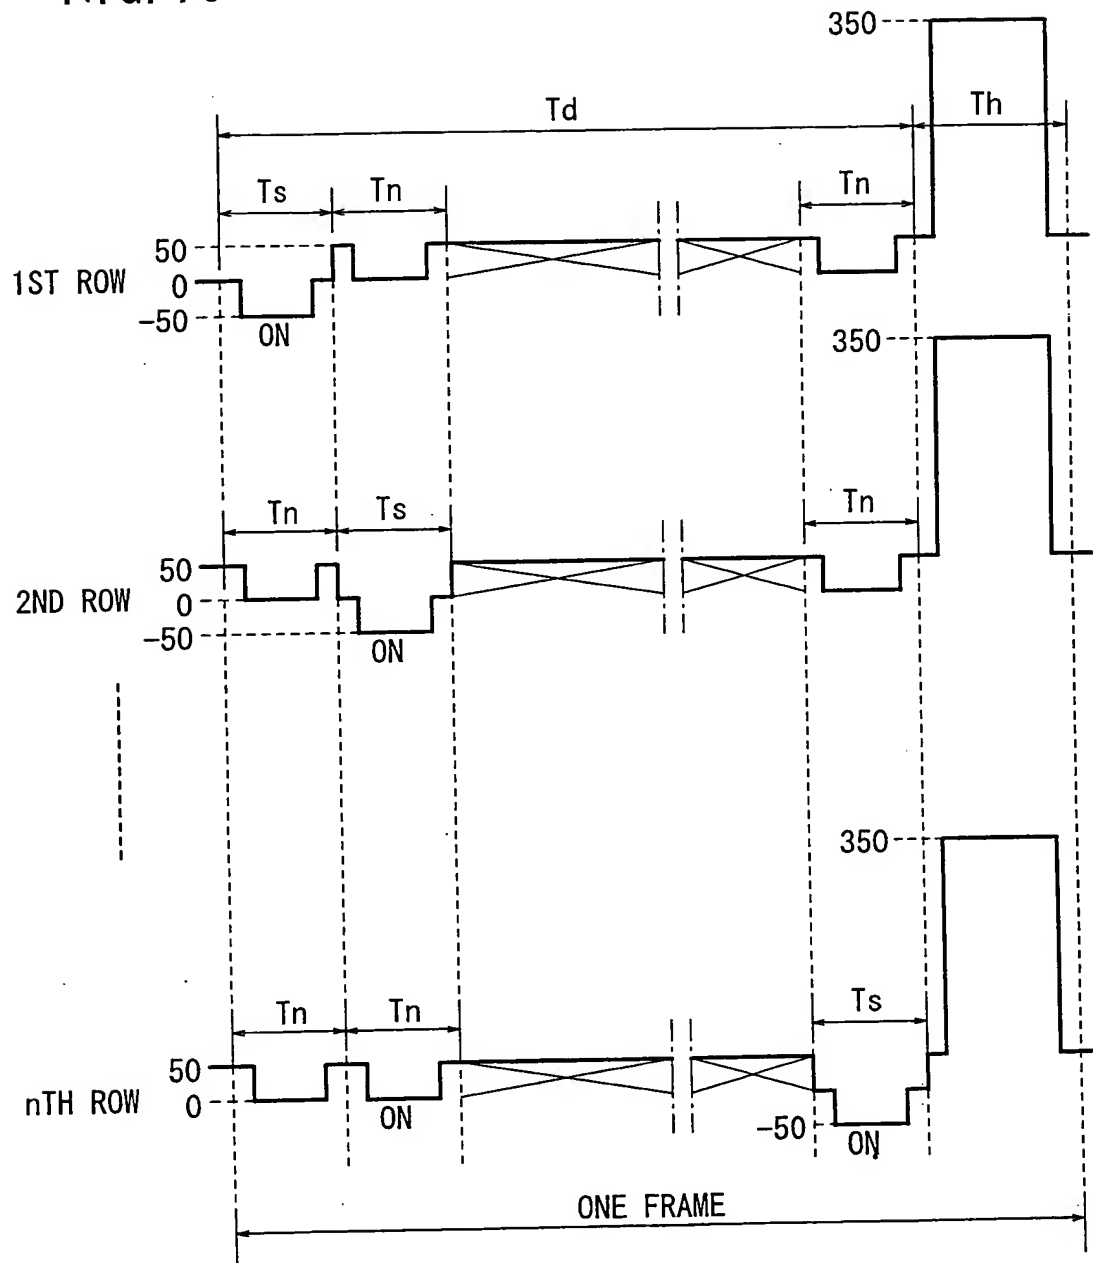 350
Td Th
Ts Tn Tn
50
1ST ROW 0
-50
ON
350
Tn Ts Tn
50
2ND ROW 0
-50
ON
350
Tn Tn Ts
50
nTH ROW 0
ON
-50
ON
ONE FRAME